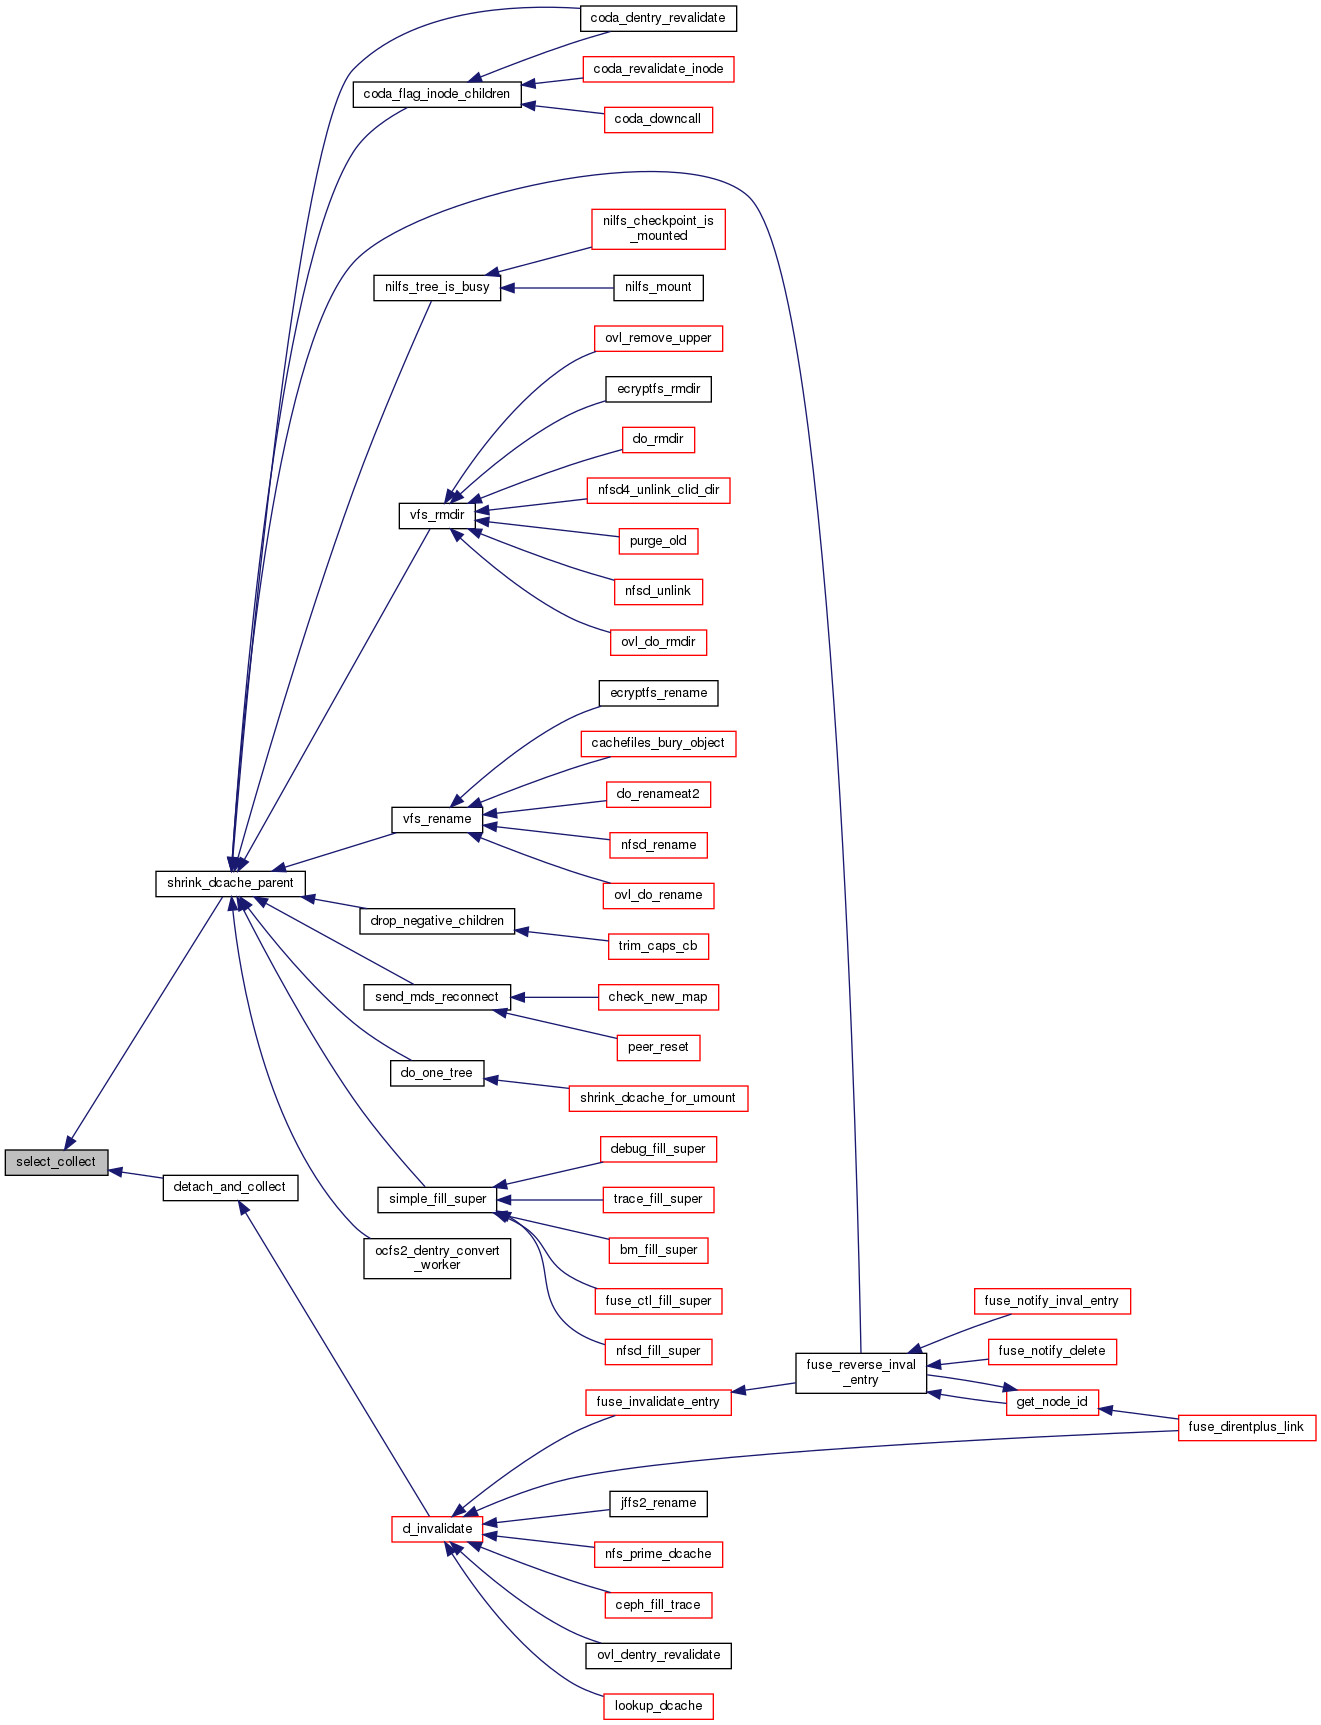 coda_dentry_revalidate
coda_revalidate_inode
coda_flag_inode_children
coda_downcall
nilfs_checkpoint_is
_mounted
nilfs_tree_is_busy
nilfs_mount
ovl_remove_upper
ecryptfs_rmdir
do_rmdir
nfsd4_unlink_clid_dir
vfs_rmdir
purge_old
nfsd_unlink
ovl_do_rmdir
ecryptfs_rename
cachefiles_bury_object
do_renameat2
vfs_rename
nfsd_rename
shrink_dcache_parent
ovl_do_rename
drop_negative_children
trim_caps_cb
send_mds_reconnect
check_new_map
peer_reset
do_one_tree
shrink_dcache_for_umount
debug_fill_super
select_collect
detach_and_collect
simple_fill_super
trace_fill_super
ocfs2_dentry_convert
_worker
bm_fill_super
fuse_ctl_fill_super
fuse_notify_inval_entry
nfsd_fill_super
fuse_notify_delete
fuse_reverse_inval
_entry
fuse_invalidate_entry
get_node_id
fuse_direntplus_link
jffs2_rename
d_invalidate
nfs_prime_dcache
ceph_fill_trace
ovl_dentry_revalidate
lookup_dcache